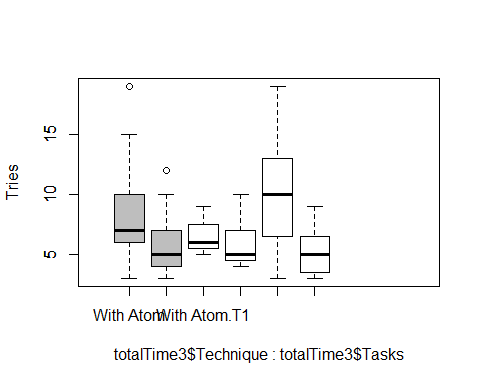 Tries
15
10
5
With Atom With Atom.T1
totalTime3$Technique : totalTime3$Tasks